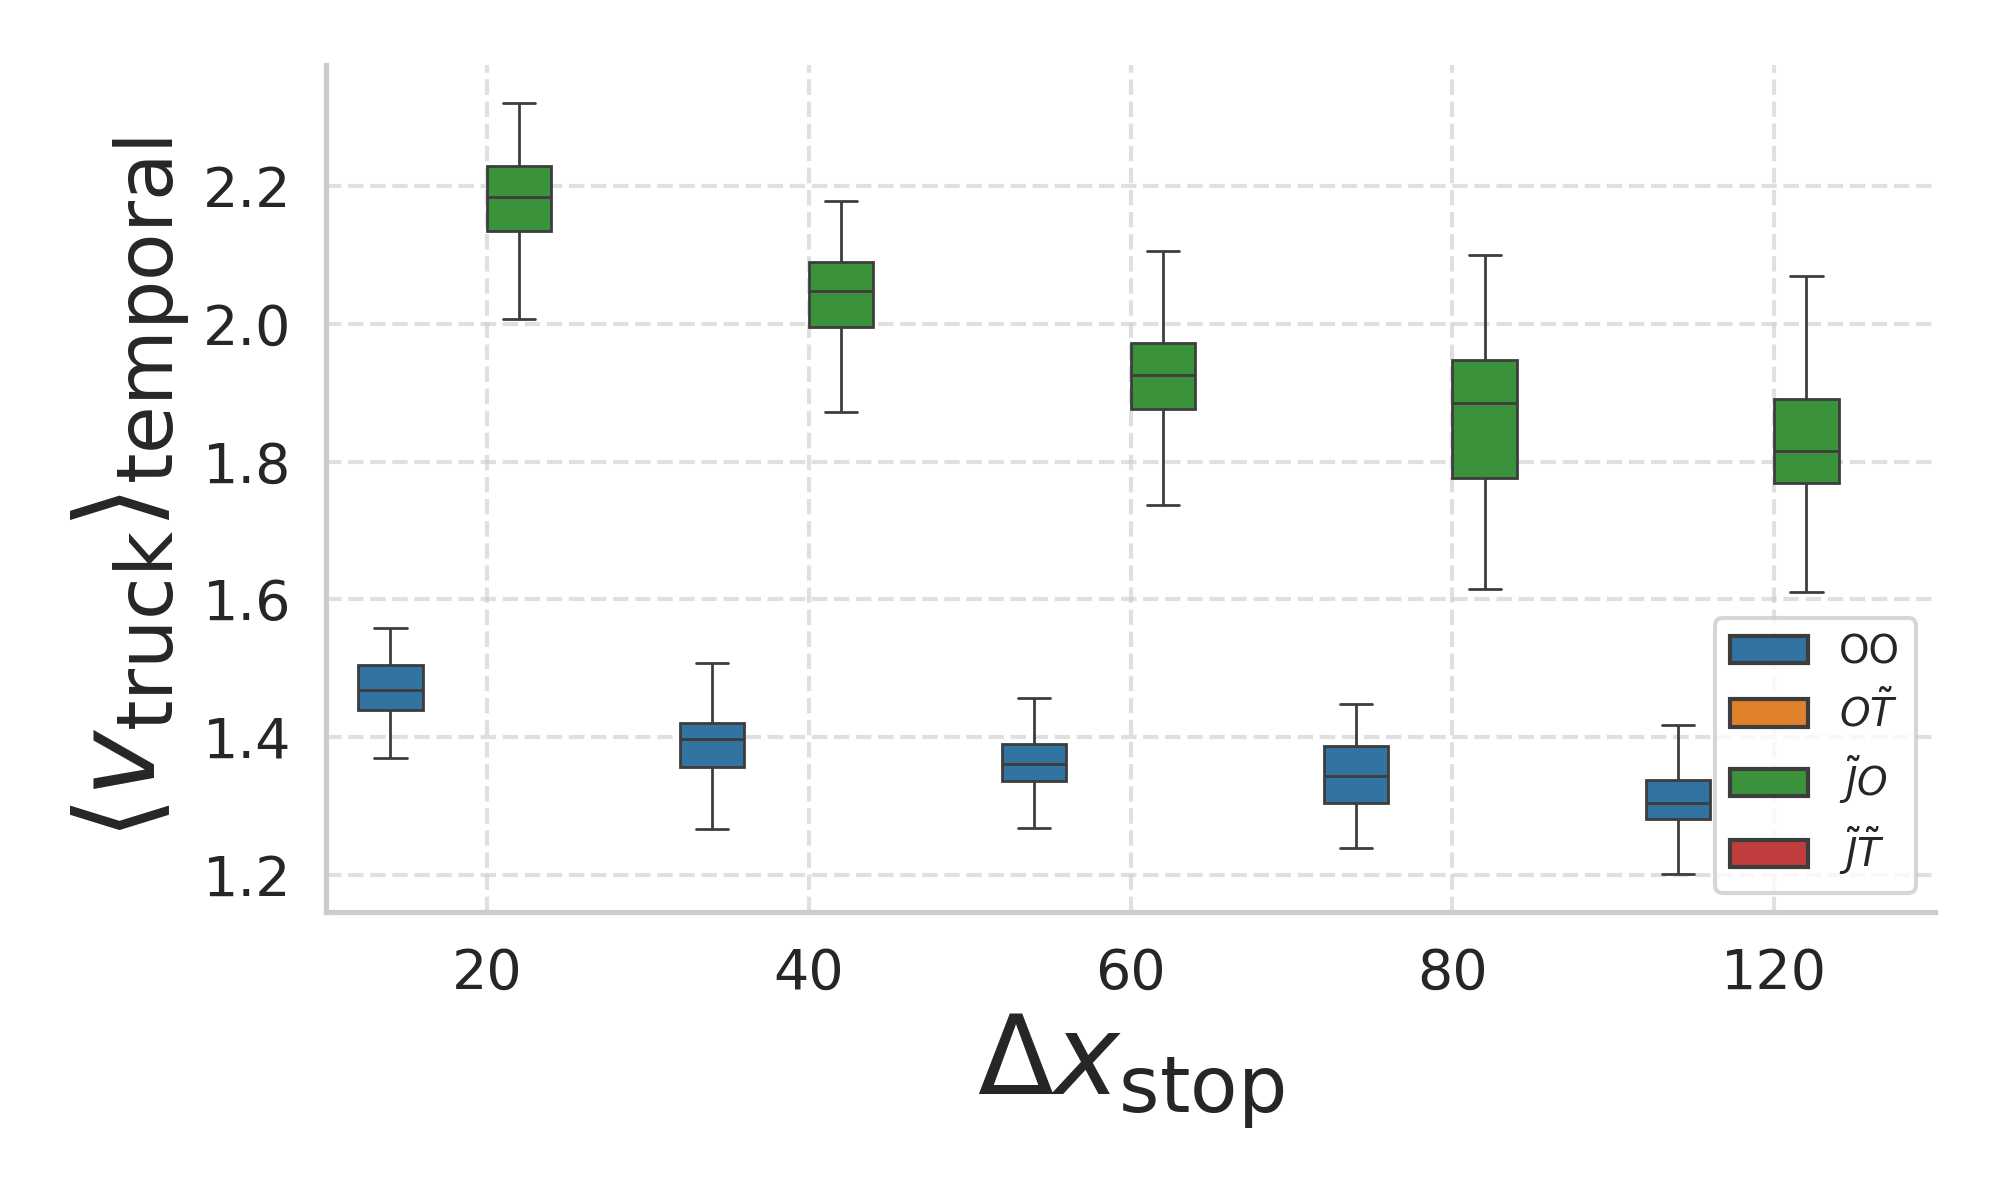 ⟨v_truck⟩_temporal
2.2
2.0
1.8
1.6
1.4
1.2
20 40 60 80 120
Δx_stop
OO
OT̃
J̃O
J̃T̃